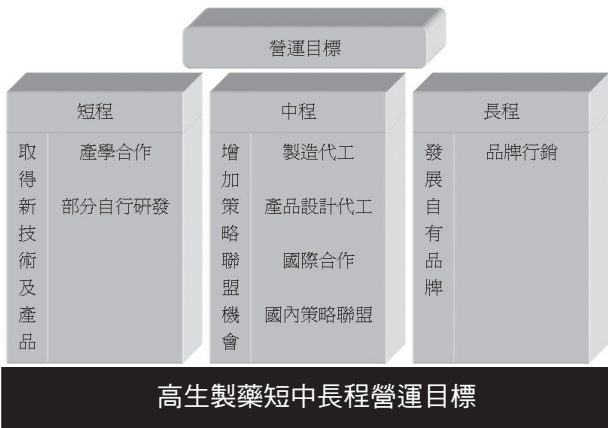 營運目標
短程
取得新技術及產品
產學合作
部分自行研發
中程
增加策略聯盟機會
製造代工
產品設計代工
國際合作
國內策略聯盟
長程
發展自有品牌
品牌行銷
高生製藥短中長程營運目標